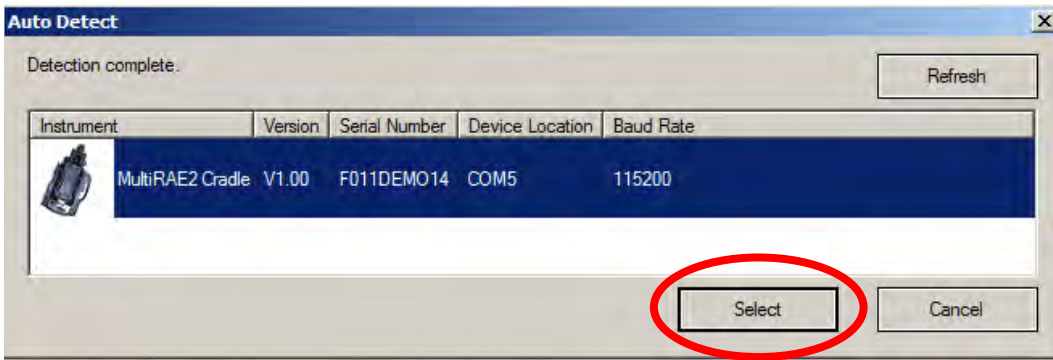 Auto Detect
Detection complete.
Refresh
Instrument Version Serial Number Device Location Baud Rate
MultiRAE2 Cradle V1.00 F011DEMO14 COM5 115200
Select Cancel